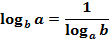 log_b a = 1/(log_a b)